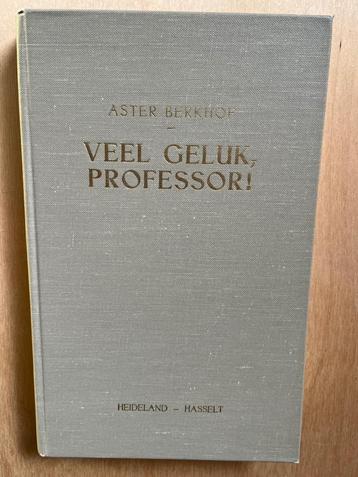 ASTER BERKHOF
–
VEEL GELUK,
PROFESSOR!
HEIDELAND – HASSELT